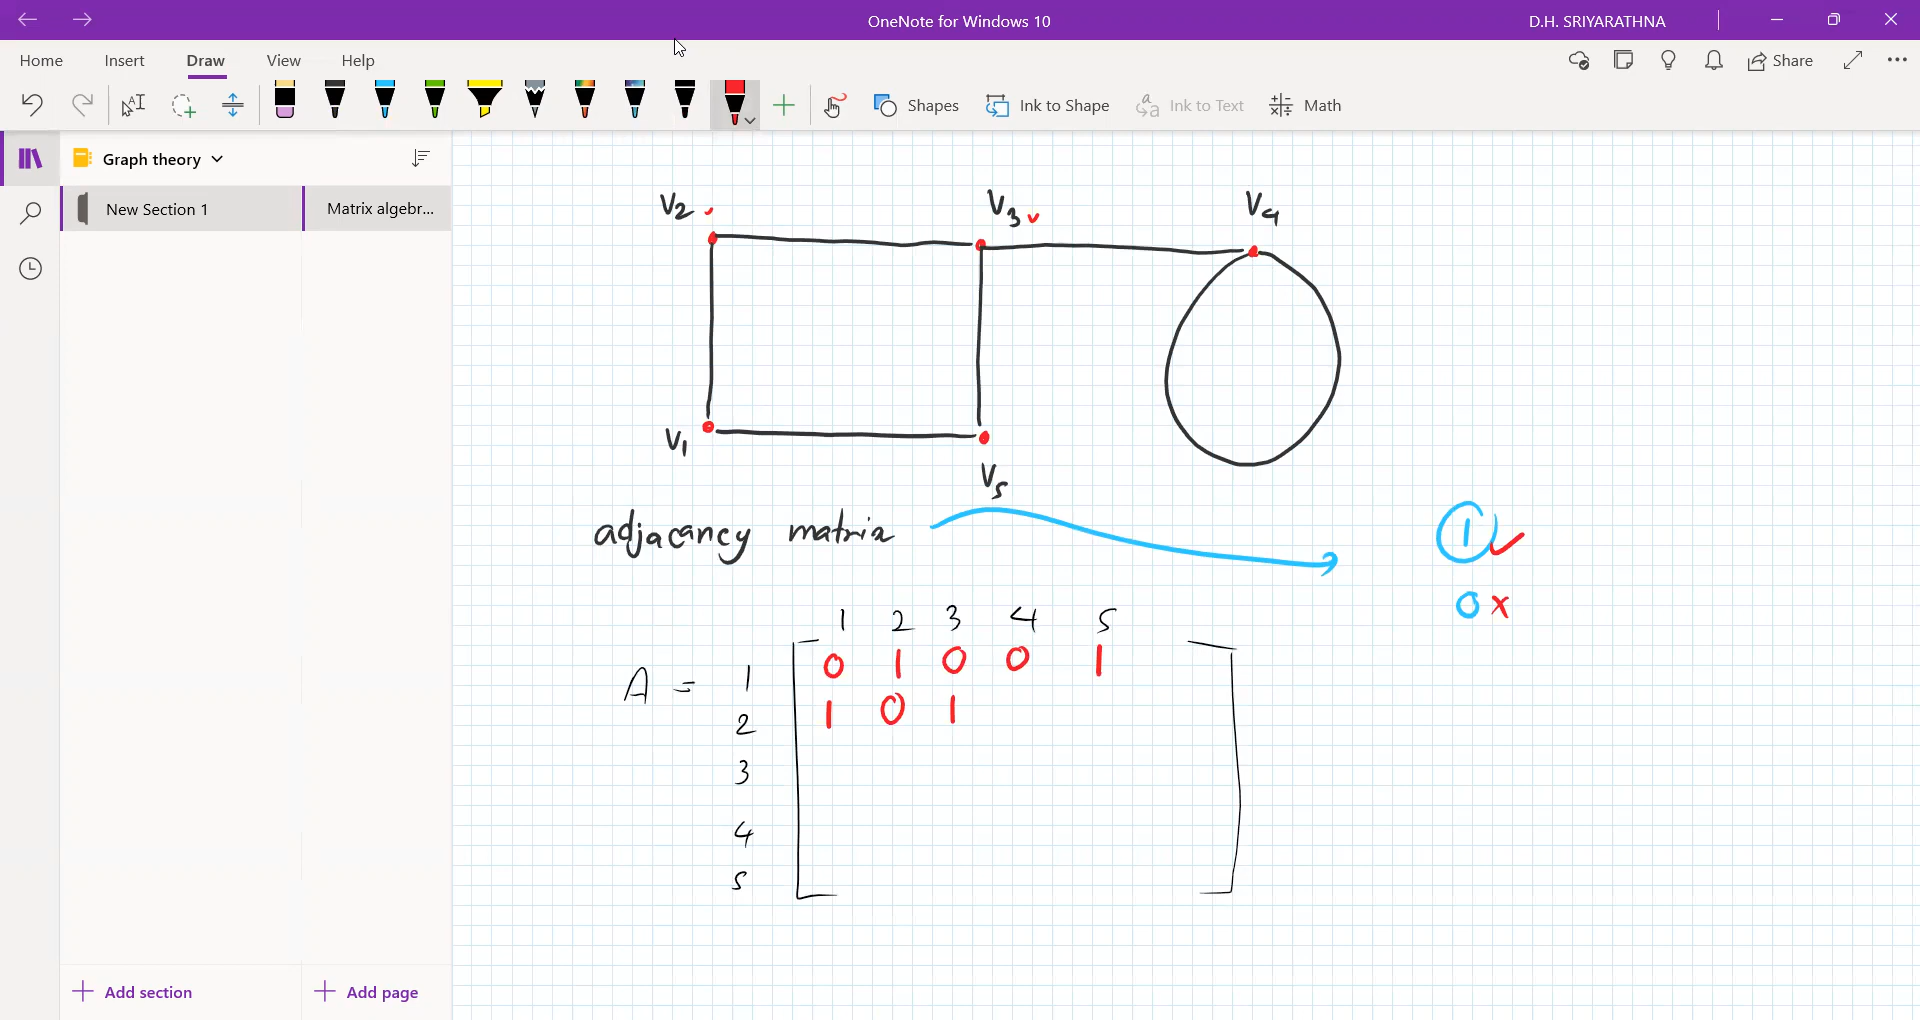 OneNote for Windows 10
D.H. SRIYARATHNA
Home Insert Draw View Help
Share
Shapes Ink to Shape Ink to Text Math
Graph theory
New Section 1
Matrix algebr...
V2
V3
V4
V1
V5
adjacancy matrix
1
0 x
1 2 3 4 5
A = 1 0 1 0 0 1
2 1 0 1
3
4
5
Add section
Add page